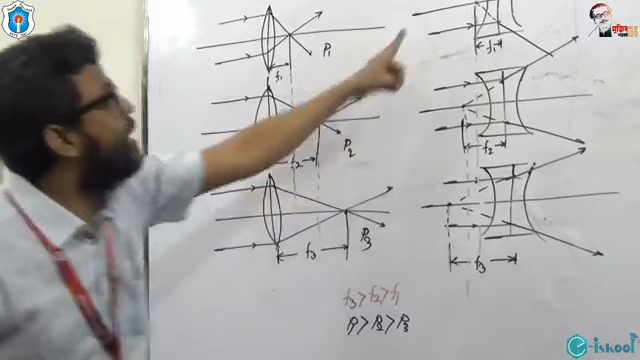 f₁
P₁
f₁
f₂
P₂
f₂
f₃
P₃
f₃
f₃>f₂>f₁
P₁>P₂>P₃
e-iskool